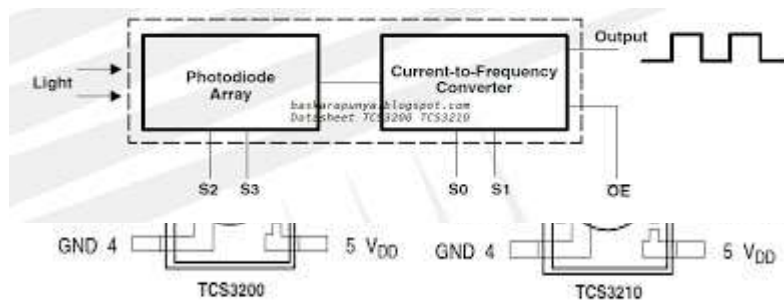 Light
Photodiode
Array
Current-to-Frequency
Converter
Output
baskarapunya.blogspot.com
Datasheet TCS3200 TCS3210
S2 S3 S0 S1 OE
GND 4 5 VDD GND 4 5 VDD
TCS3200 TCS3210